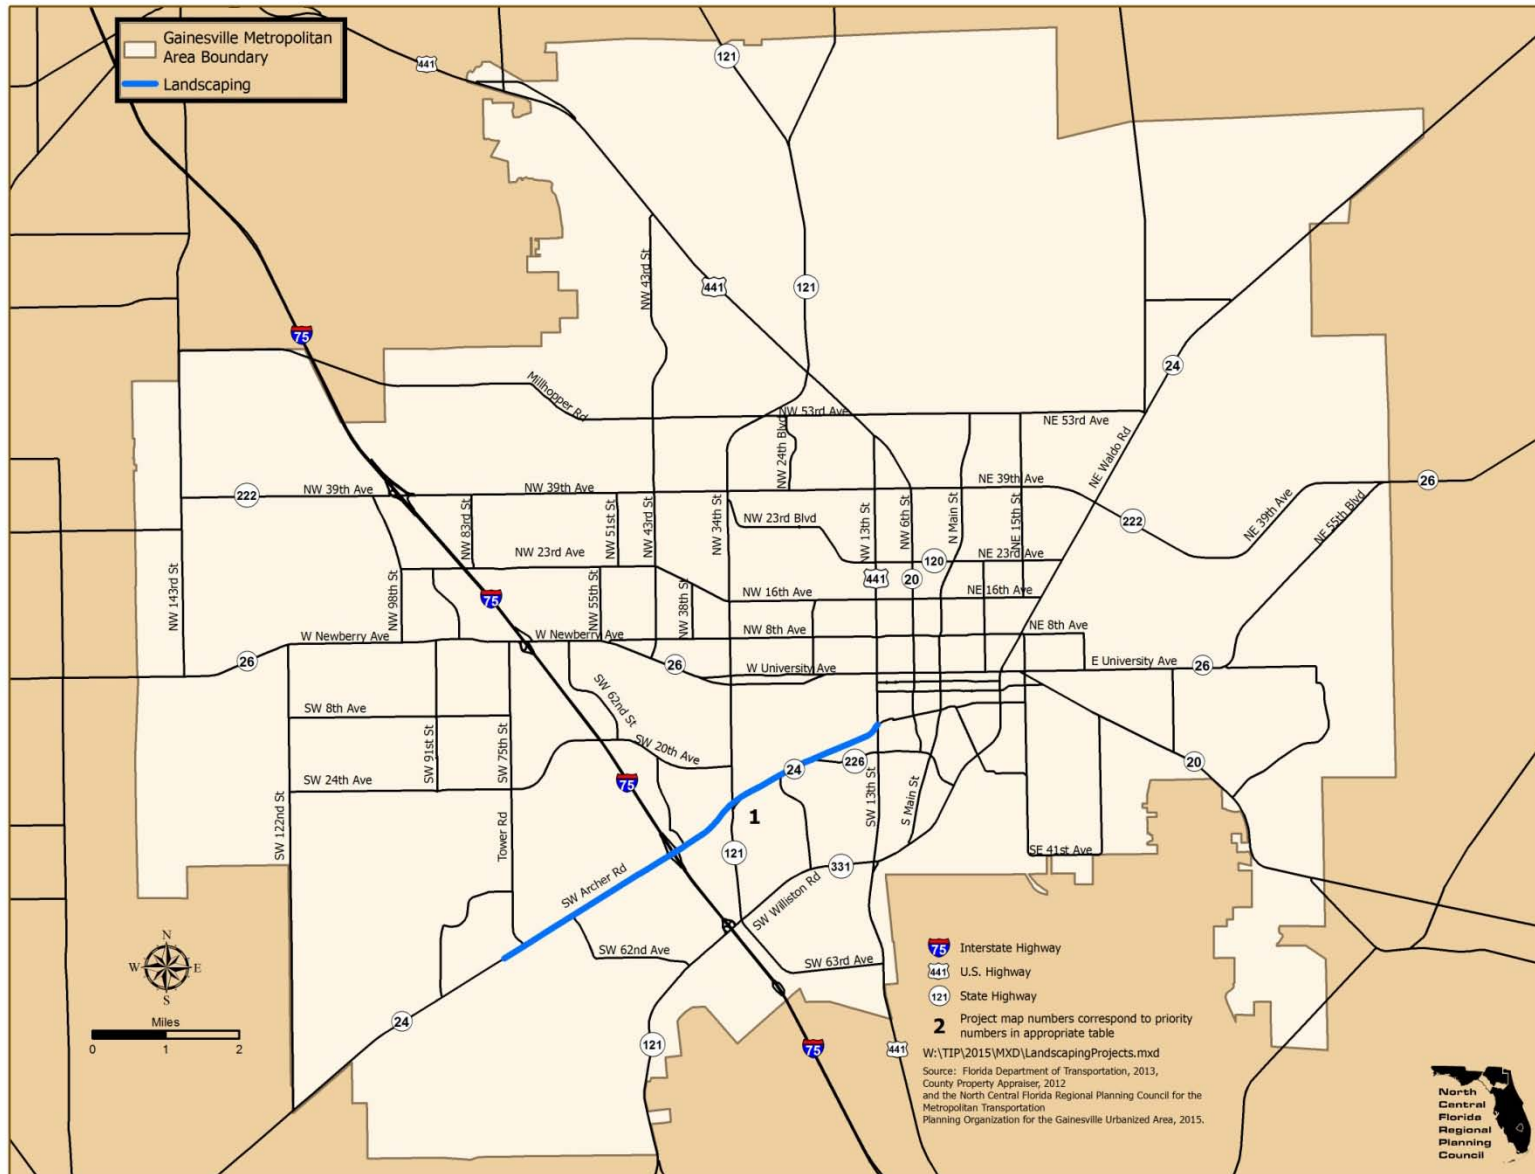 Gainesville Metropolitan
Area Boundary
Landscaping
441
121
75
NW 43rd St
441
121
24
Millhopper Rd
NW 53rd Ave
NE 53rd Ave
NW 24th Blvd
NE Waldo Rd
222
NW 39th Ave
NW 39th Ave
NE 39th Ave
26
222
NE 39th Ave
NE 55th Blvd
NW 83rd St
NW 51st St
NW 43rd St
NW 34th St
NW 23rd Blvd
NW 13th St
NW 6th St
N Main St
NE 15th St
NW 23rd Ave
120
NE 23rd Ave
NW 143rd St
NW 98th St
75
NW 55th St
NW 38th St
441
20
NW 16th Ave
NE 16th Ave
W Newberry Ave
W Newberry Ave
NW 8th Ave
NE 8th Ave
26
26
W University Ave
E University Ave
26
SW 62nd St
SW 8th Ave
SW 91st St
SW 75th St
SW 20th Ave
SW 24th Ave
75
24
226
20
SW 13th St
S Main St
SW 122nd St
Tower Rd
1
121
331
SE 41st Ave
SW Archer Rd
SW Williston Rd
SW 62nd Ave
SW 63rd Ave
N
W
E
S
Miles
0 1 2
24
121
75
441
75
Interstate Highway
441
U.S. Highway
121
State Highway
2
Project map numbers correspond to priority
numbers in appropriate table
W:\TIP\2015\MXD\LandscapingProjects.mxd
Source: Florida Department of Transportation, 2013,
County Property Appraiser, 2012
and the North Central Florida Regional Planning Council for the
Metropolitan Transportation
Planning Organization for the Gainesville Urbanized Area, 2015.
North
Central
Florida
Regional
Planning
Council